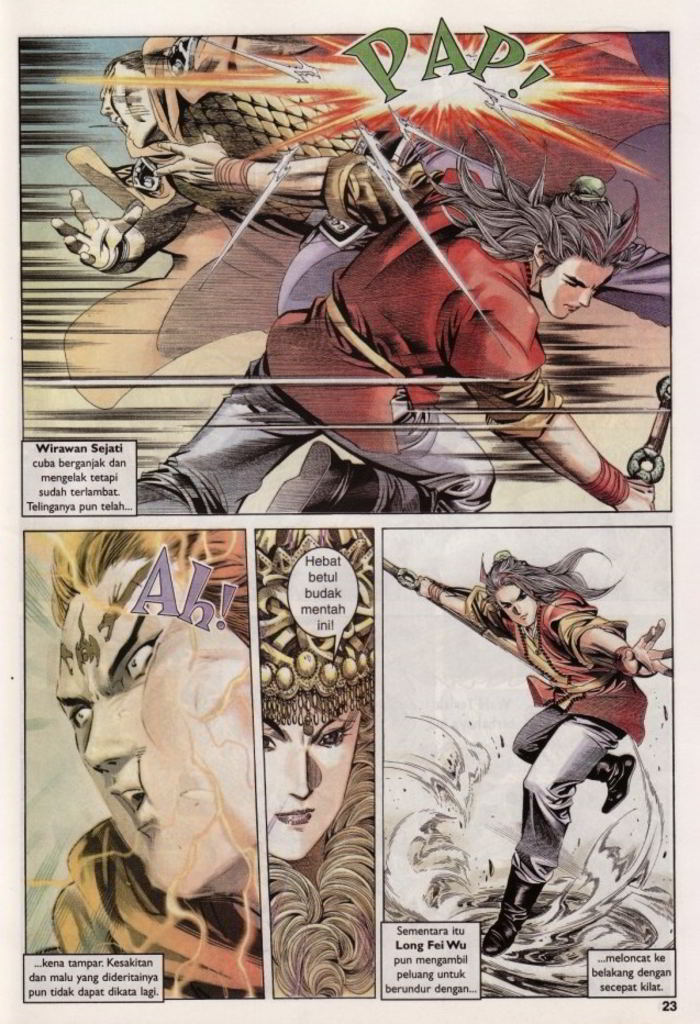 PAP!
Wirawan Sejati
cuba berganjak dan
mengelak tetapi
sudah terlambat.
Telinganya pun telah...
Ah!
...kena tampar. Kesakitan
dan malu yang dideritainya
pun tidak dapat dikata lagi.
Hebat
betul
budak
mentah
ini!
Sementara itu
Long Fei Wu
pun mengambil
peluang untuk
berundur dengan...
...meloncat ke
belakang dengan
secepat kilat.
23